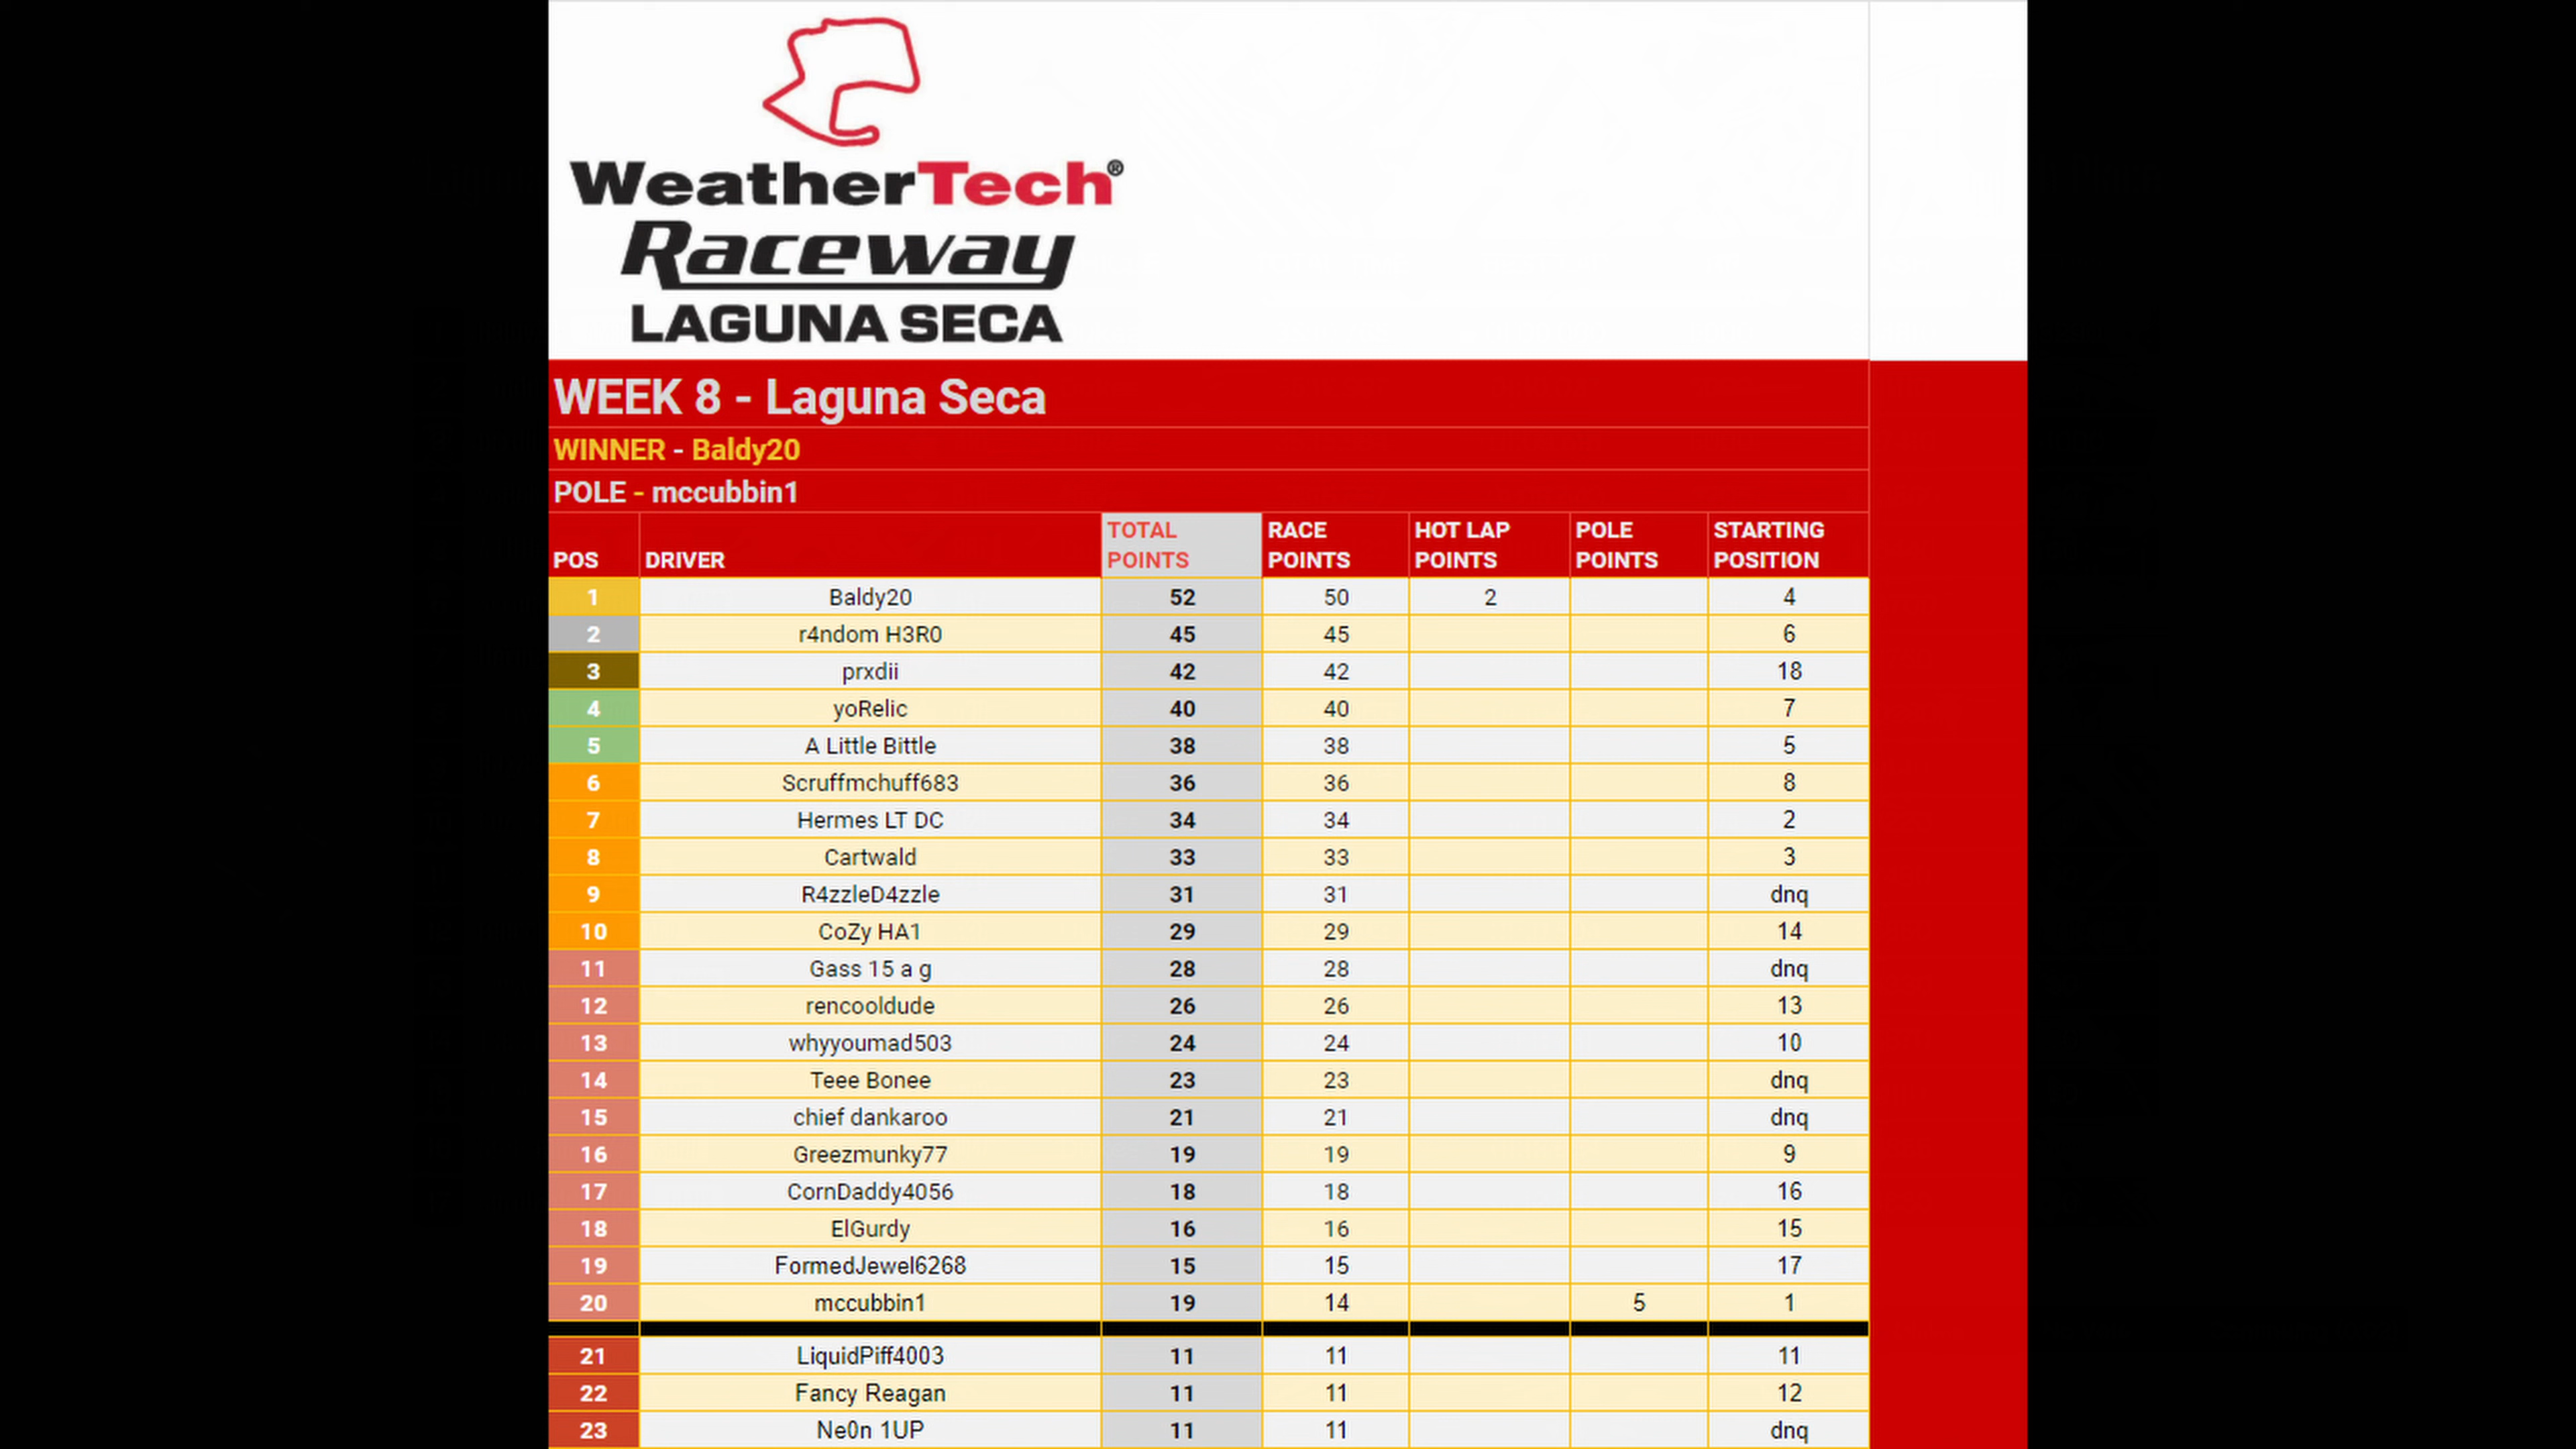 WeatherTech®
Raceway
LAGUNA SECA
WEEK 8 - Laguna Seca
WINNER - Baldy20
POLE - mccubbin1
POS DRIVER TOTAL POINTS RACE POINTS HOT LAP POINTS POLE POINTS STARTING POSITION
1 Baldy20 52 50 2 4
2 r4ndom H3R0 45 45 6
3 prxdii 42 42 18
4 yoRelic 40 40 7
5 A Little Bittle 38 38 5
6 Scruffmchuff683 36 36 8
7 Hermes LT DC 34 34 2
8 Cartwald 33 33 3
9 R4zzleD4zzle 31 31 dnq
10 CoZy HA1 29 29 14
11 Gass 15 a g 28 28 dnq
12 rencooldude 26 26 13
13 whyyoumad503 24 24 10
14 Teee Bonee 23 23 dnq
15 chief dankaroo 21 21 dnq
16 Greezmunky77 19 19 9
17 CornDaddy4056 18 18 16
18 ElGurdy 16 16 15
19 FormedJewel6268 15 15 17
20 mccubbin1 19 14 5 1
21 LiquidPiff4003 11 11 11
22 Fancy Reagan 11 11 12
23 Ne0n 1UP 11 11 dnq